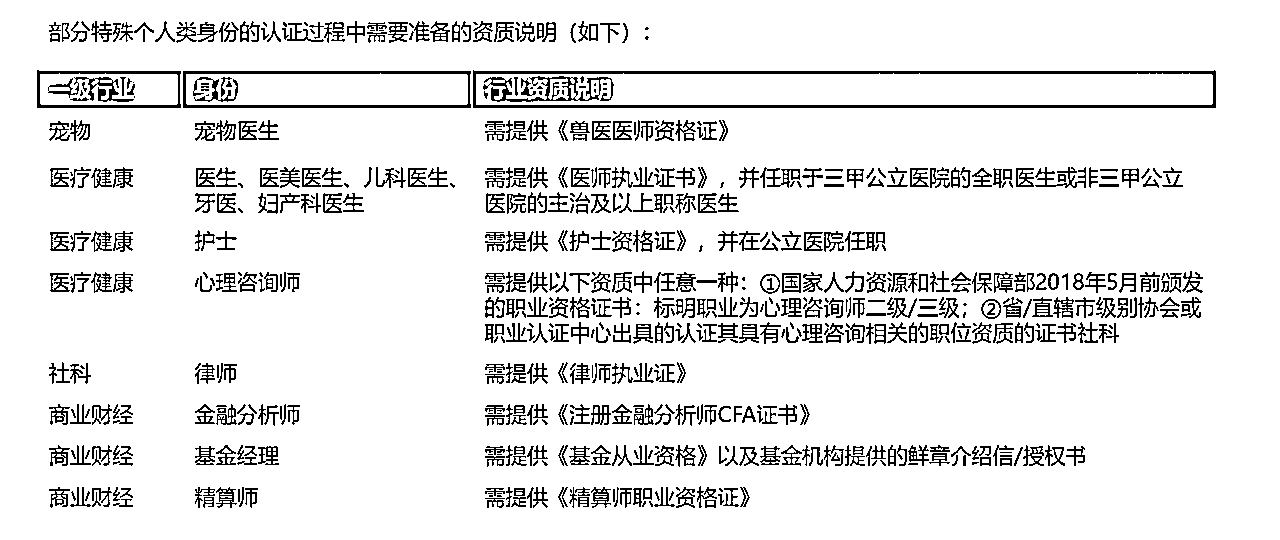 部分特殊个人类身份的认证过程中需要准备的资质说明（如下）：
一级行业 身份 行业资质说明
宠物 宠物医生 需提供《兽医医师资格证》
医疗健康 医生、医美医生、儿科医生、 需提供《医师执业证书》，并任职于三甲公立医院的全职医生或非三甲公立
牙医、妇产科医生 医院的主治及以上职称医生
医疗健康 护士 需提供《护士资格证》，并在公立医院任职
医疗健康 心理咨询师 需提供以下资质中任意一种：①国家人力资源和社会保障部2018年5月前颁发
的职业资格证书：标明职业为心理咨询师二级/三级；②省/直辖市级别协会或
职业认证中心出具的认证其具有心理咨询相关的职位资质的证书社科
社科 律师 需提供《律师执业证》
商业财经 金融分析师 需提供《注册金融分析师CFA证书》
商业财经 基金经理 需提供《基金从业资格》以及基金机构提供的鲜章介绍信/授权书
商业财经 精算师 需提供《精算师职业资格证》